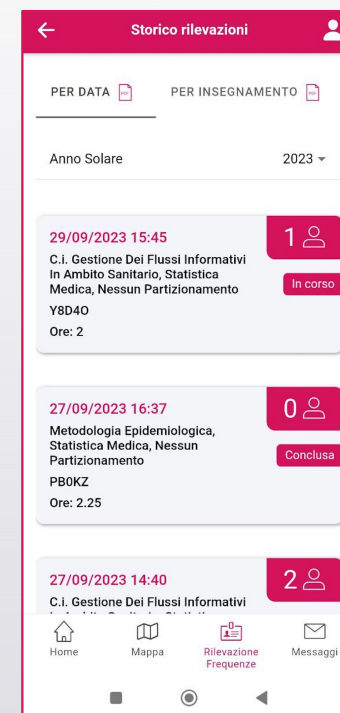 Storico rilevazioni
PER DATA
PER INSEGNAMENTO
Anno Solare
2023
29/09/2023 15:45
1
C.i. Gestione Dei Flussi Informativi
In Ambito Sanitario, Statistica
Medica, Nessun Partizionamento
In corso
Y8D4O
Ore: 2
27/09/2023 16:37
0
Metodologia Epidemiologica,
Statistica Medica, Nessun
Partizionamento
Conclusa
PB0KZ
Ore: 2.25
27/09/2023 14:40
2
C.i. Gestione Dei Flussi Informativi
Home
Mappa
Rilevazione
Frequenze
Messaggi